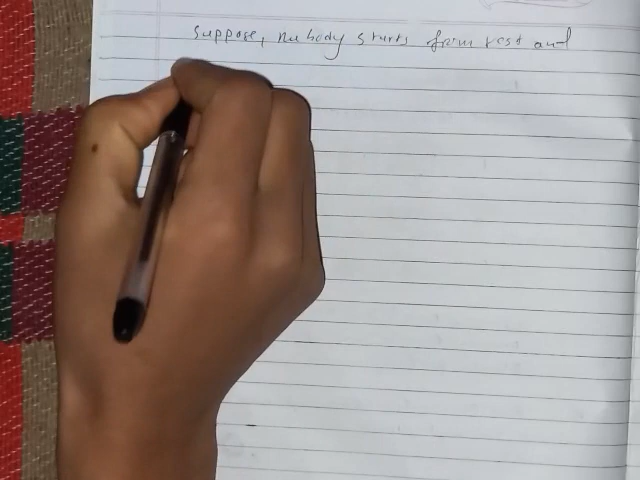 suppose, the body starts from rest and